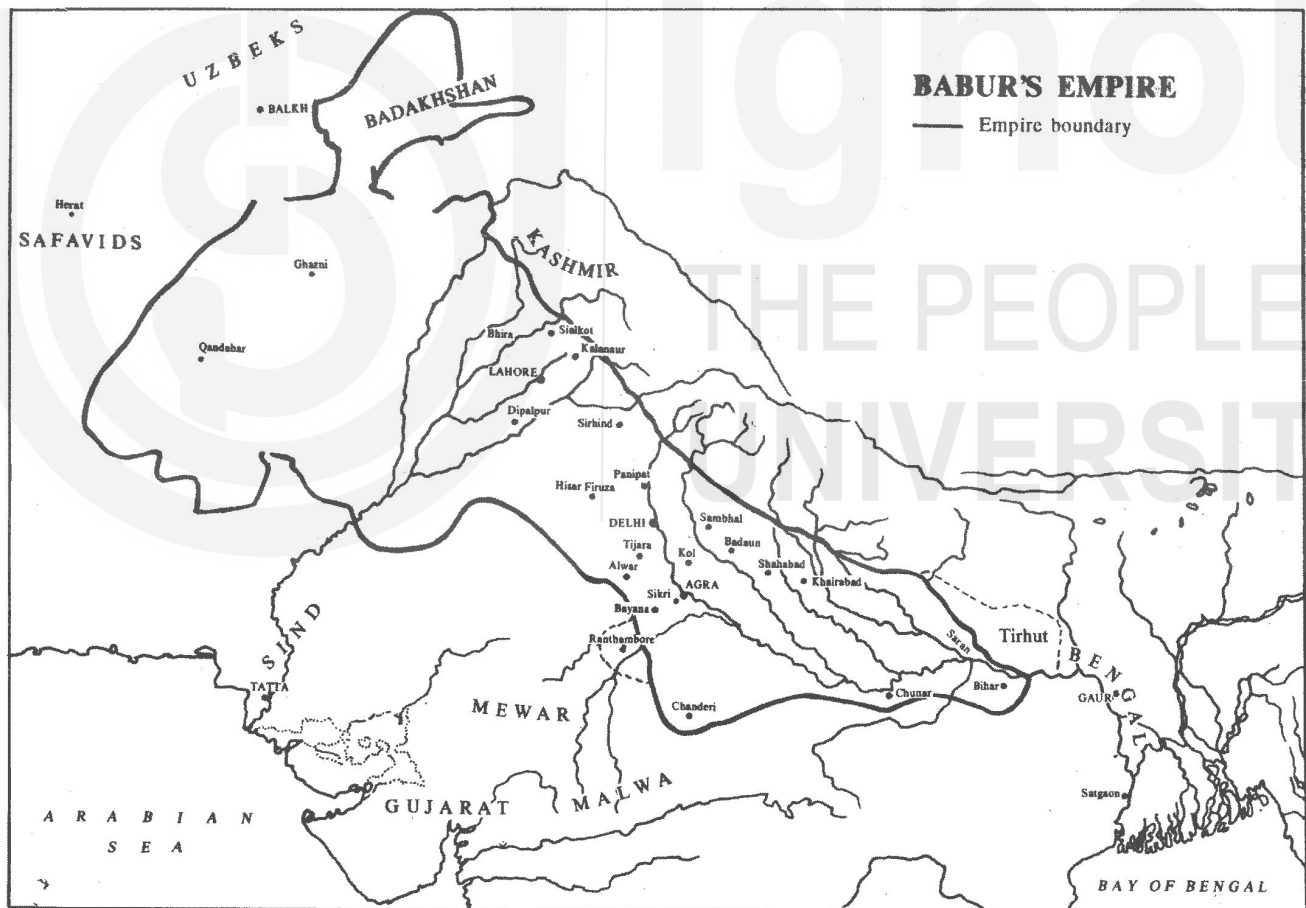 BABUR'S EMPIRE
Empire boundary
UZBEKS
BALKH
BADAKHSHAN
Herat
SAFAVIDS
Ghazni
KASHMIR
Qandahar
Bhira
Sialkot
Kalanaur
LAHORE
Dipalpur
Sirhind
Panipat
Hisar Firuza
DELHI
Sambhal
Tijara
Kol
Badaun
Alwar
Shahabad
Khairabad
Sikri
AGRA
Bayana
Ranthambore
Saran
Tirhut
SIND
TATTA
MEWAR
Chanderi
Chunar
Bihar
BENGAL
GAUR
GUJARAT
MALWA
Satgaon
ARABIAN
SEA
BAY OF BENGAL
ignou
THE PEOPLE
UNIVERSIT